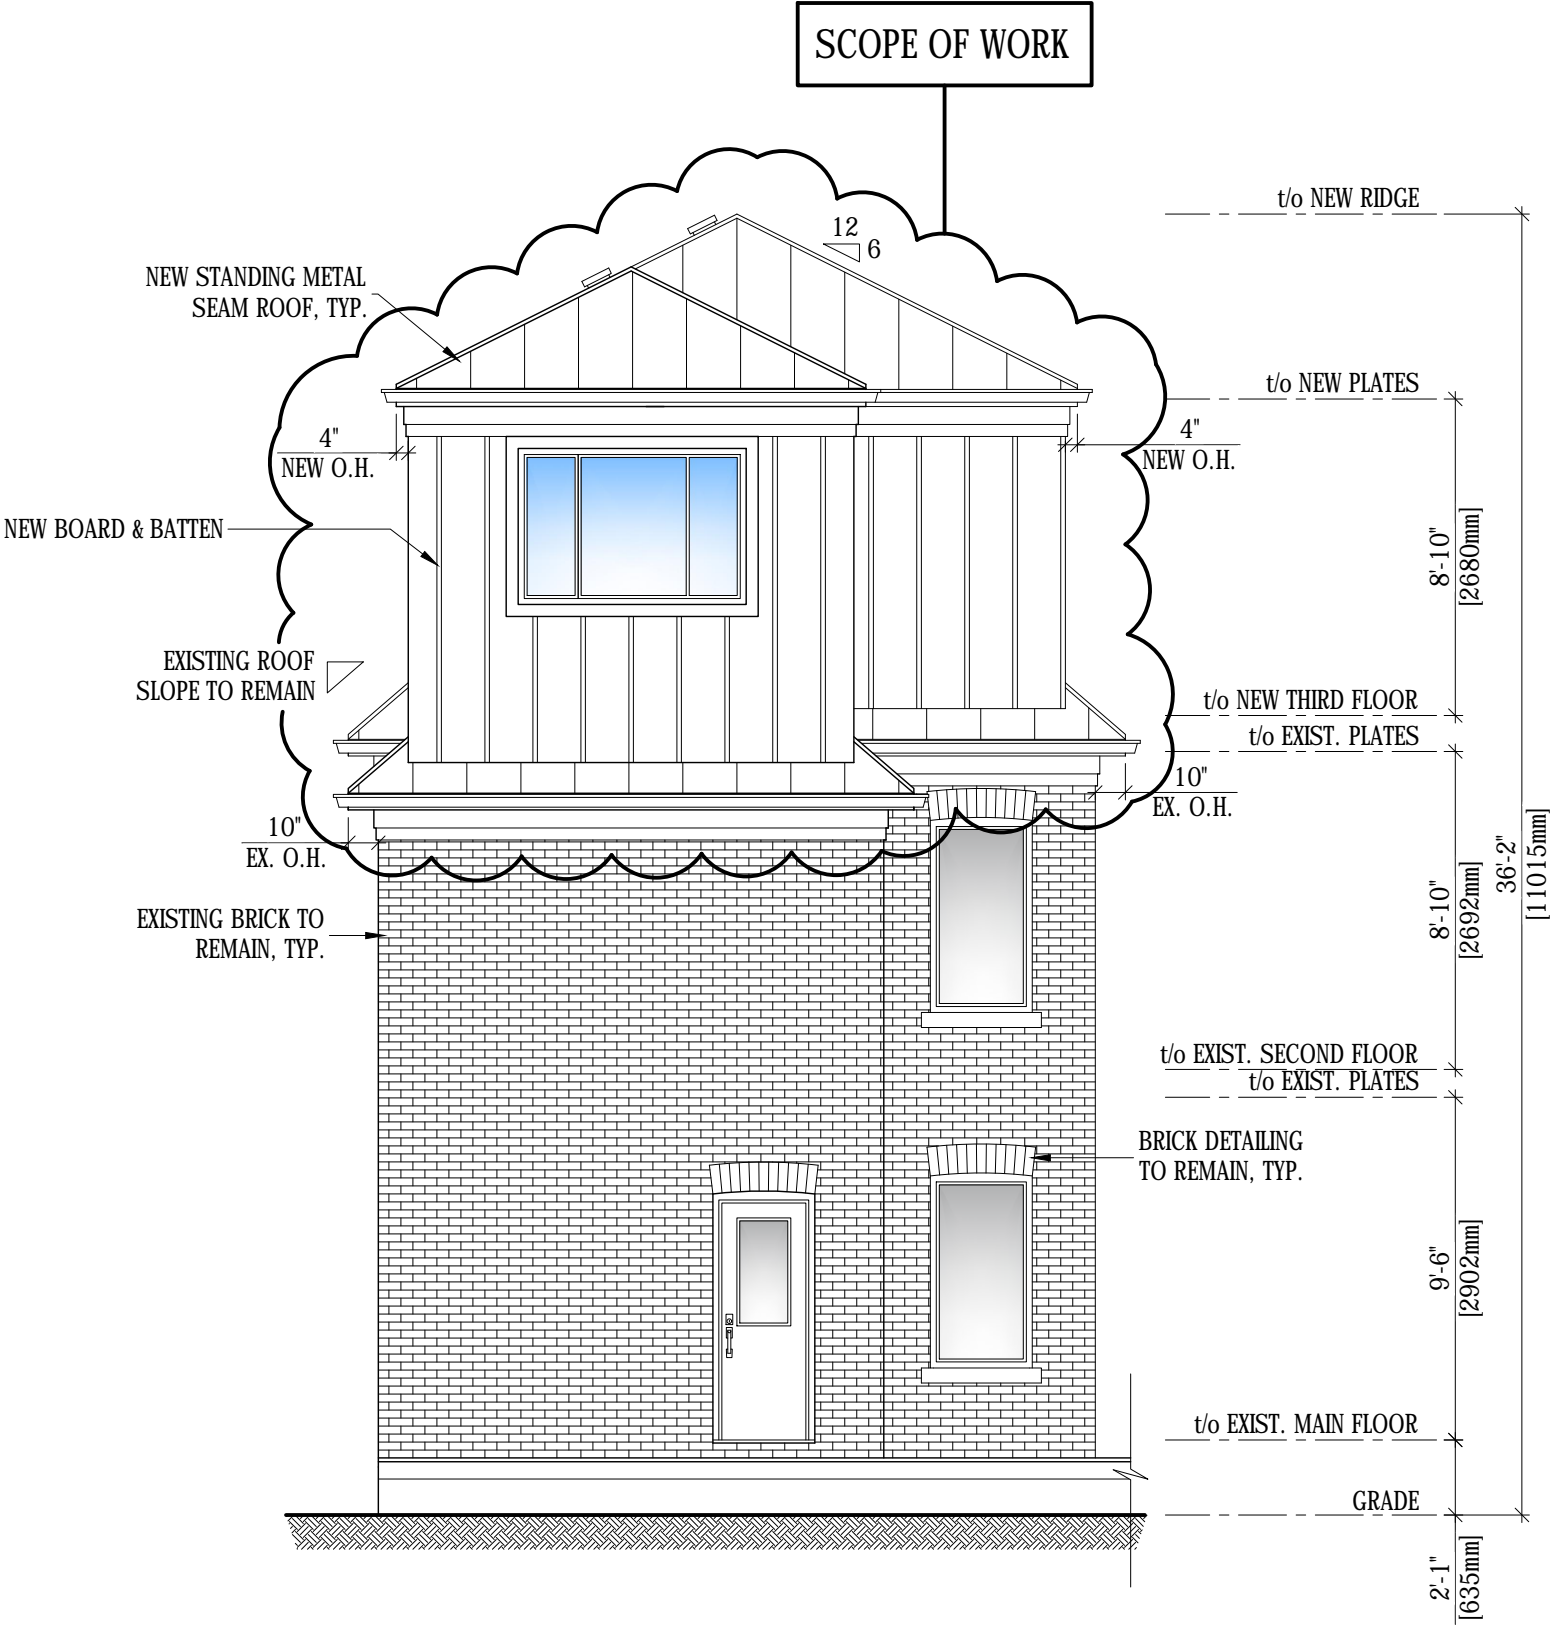 SCOPE OF WORK
t/o NEW RIDGE
12
6
NEW STANDING METAL
SEAM ROOF, TYP.
t/o NEW PLATES
4"
NEW O.H.
4"
NEW O.H.
NEW BOARD & BATTEN
8'-10"
[2680mm]
EXISTING ROOF
SLOPE TO REMAIN
t/o NEW THIRD FLOOR
t/o EXIST. PLATES
10"
EX. O.H.
10"
EX. O.H.
36'-2"
[11015mm]
8'-10"
[2692mm]
EXISTING BRICK TO
REMAIN, TYP.
t/o EXIST. SECOND FLOOR
t/o EXIST. PLATES
BRICK DETAILING
TO REMAIN, TYP.
9'-6"
[2902mm]
t/o EXIST. MAIN FLOOR
GRADE
2'-1"
[635mm]